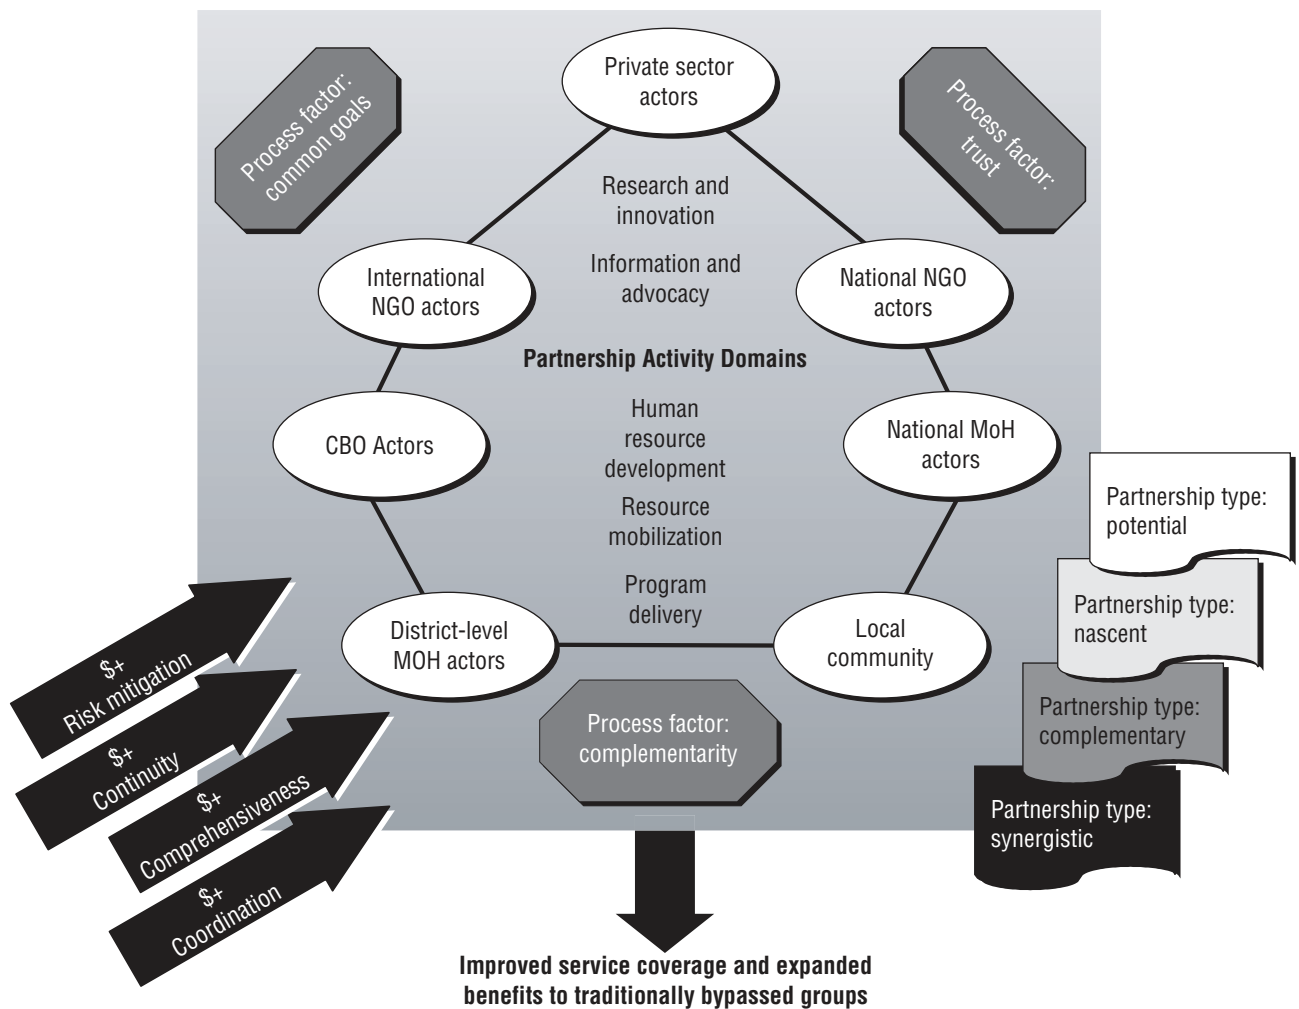 Private sector
actors
Process factor:
common goals
Process factor:
trust
Research and
innovation
International
NGO actors
Information and
advocacy
National NGO
actors
Partnership Activity Domains
CBO Actors
Human
resource
development
National MoH
actors
Resource
mobilization
Partnership type:
potential
Program
delivery
Partnership type:
nascent
District-level
MOH actors
Local
community
$+
Risk mitigation
Process factor:
complementarity
Partnership type:
complementary
$+
Continuity
$+
Comprehensiveness
Partnership type:
synergistic
$+
Coordination
Improved service coverage and expanded
benefits to traditionally bypassed groups